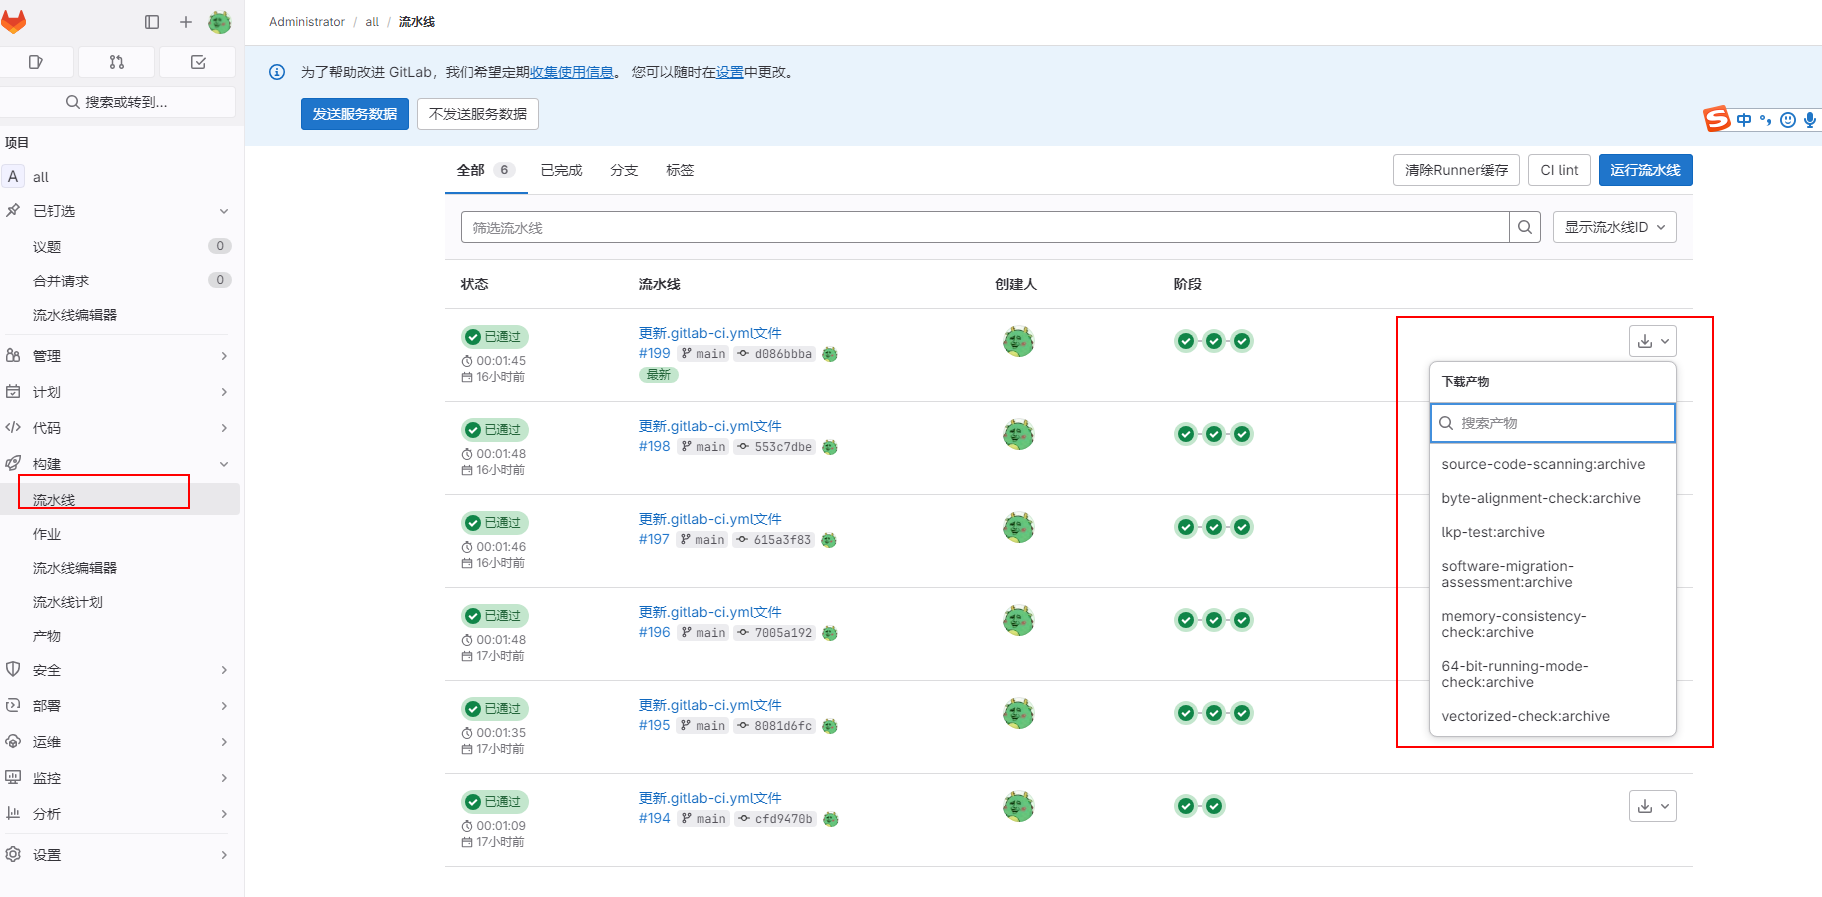 Administrator / all / 流水线
搜索或转到...
项目
A all
已钉选
议题 0
合并请求 0
流水线编辑器
管理
计划
代码
构建
流水线
作业
流水线编辑器
流水线计划
产物
安全
部署
运维
监控
分析
设置
为了帮助改进 GitLab，我们希望定期收集使用信息。 您可以随时在设置中更改。
发送服务数据 不发送服务数据
中
全部 6 已完成 分支 标签
清除Runner缓存 CI lint 运行流水线
筛选流水线 显示流水线ID
状态 流水线 创建人 阶段
已通过
00:01:45
16小时前
更新.gitlab-ci.yml文件
#199 main d086bbba
最新
已通过
00:01:48
16小时前
更新.gitlab-ci.yml文件
#198 main 553c7dbe
已通过
00:01:46
16小时前
更新.gitlab-ci.yml文件
#197 main 615a3f83
已通过
00:01:48
17小时前
更新.gitlab-ci.yml文件
#196 main 7005a192
已通过
00:01:35
17小时前
更新.gitlab-ci.yml文件
#195 main 8081d6fc
已通过
00:01:09
17小时前
更新.gitlab-ci.yml文件
#194 main cfd9470b
下载产物
搜索产物
source-code-scanning:archive
byte-alignment-check:archive
lkp-test:archive
software-migration-
assessment:archive
memory-consistency-
check:archive
64-bit-running-mode-
check:archive
vectorized-check:archive